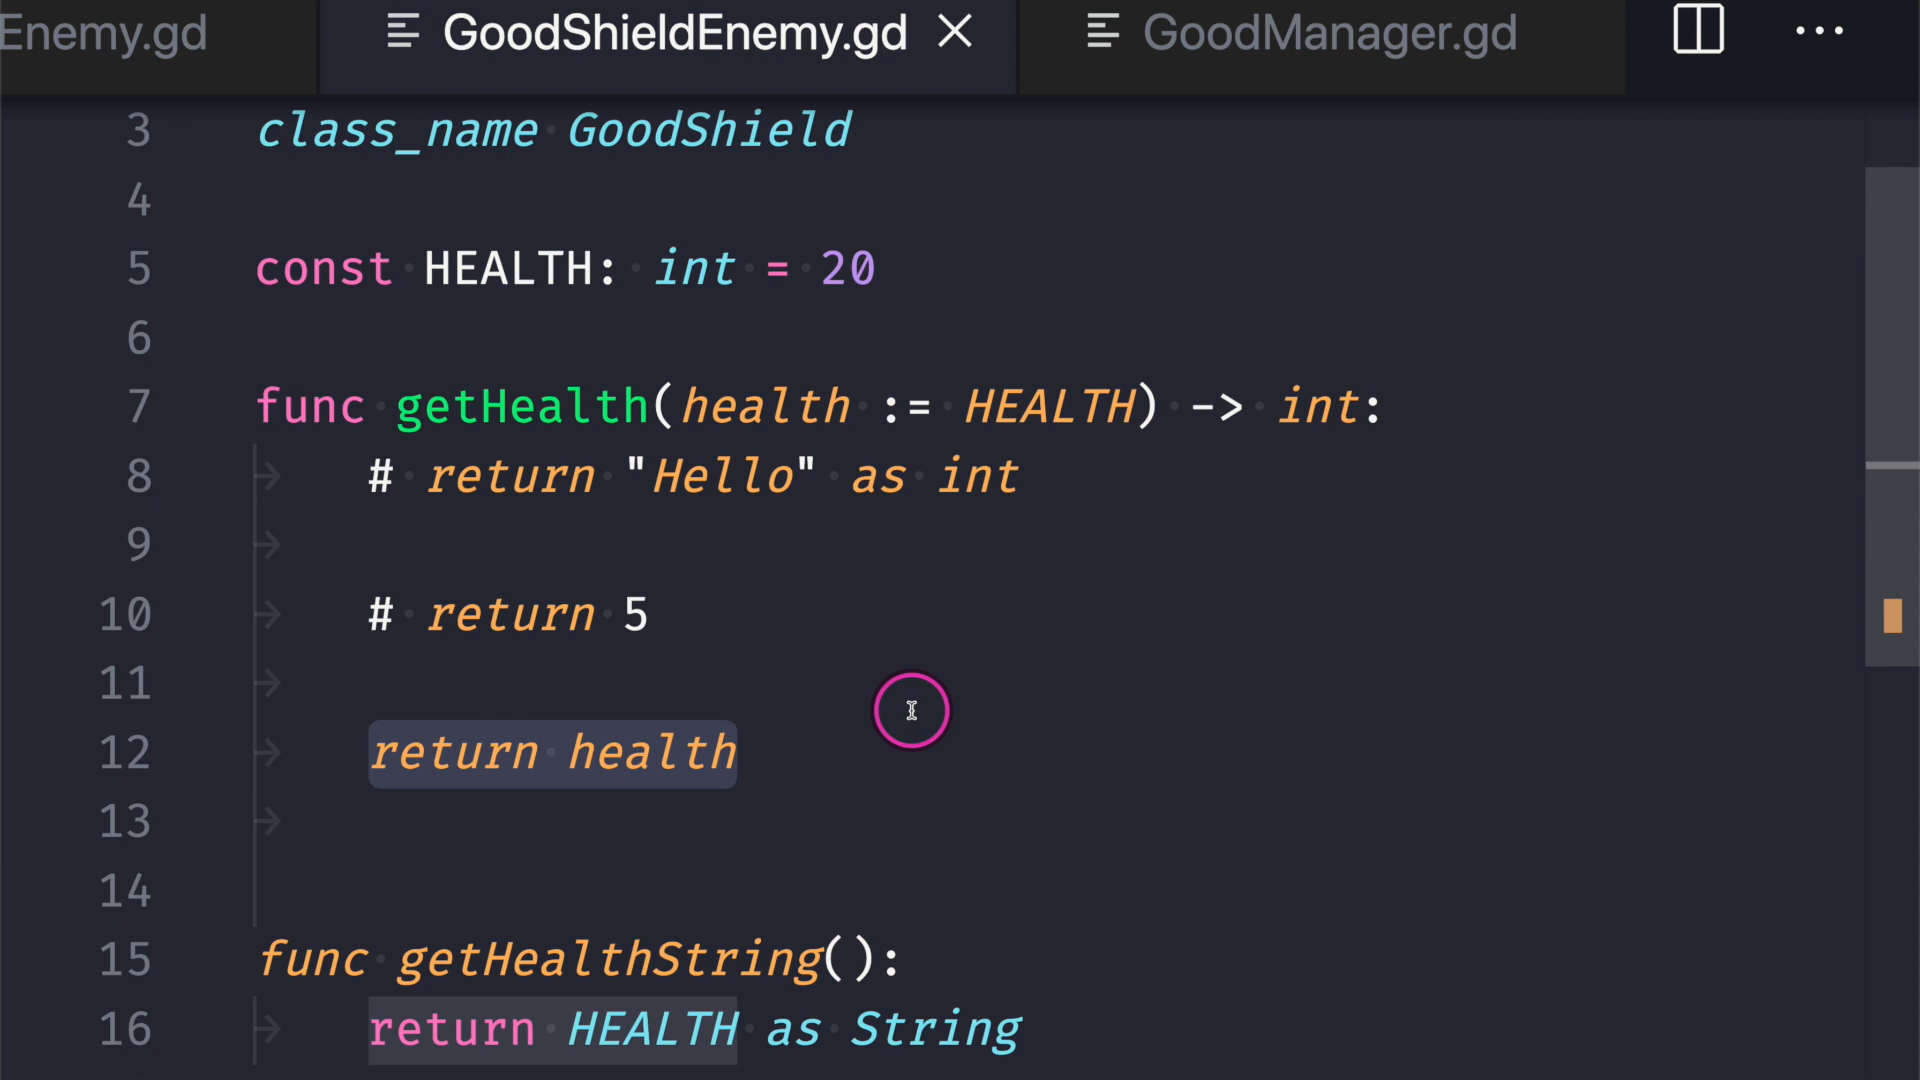 Enemy.gd GoodShieldEnemy.gd GoodManager.gd
3 class_name GoodShield
4
5 const HEALTH: int = 20
6
7 func getHealth(health := HEALTH) -> int:
8 # return "Hello" as int
9
10 # return 5
11
12 return health
13
14
15 func getHealthString():
16 return HEALTH as String